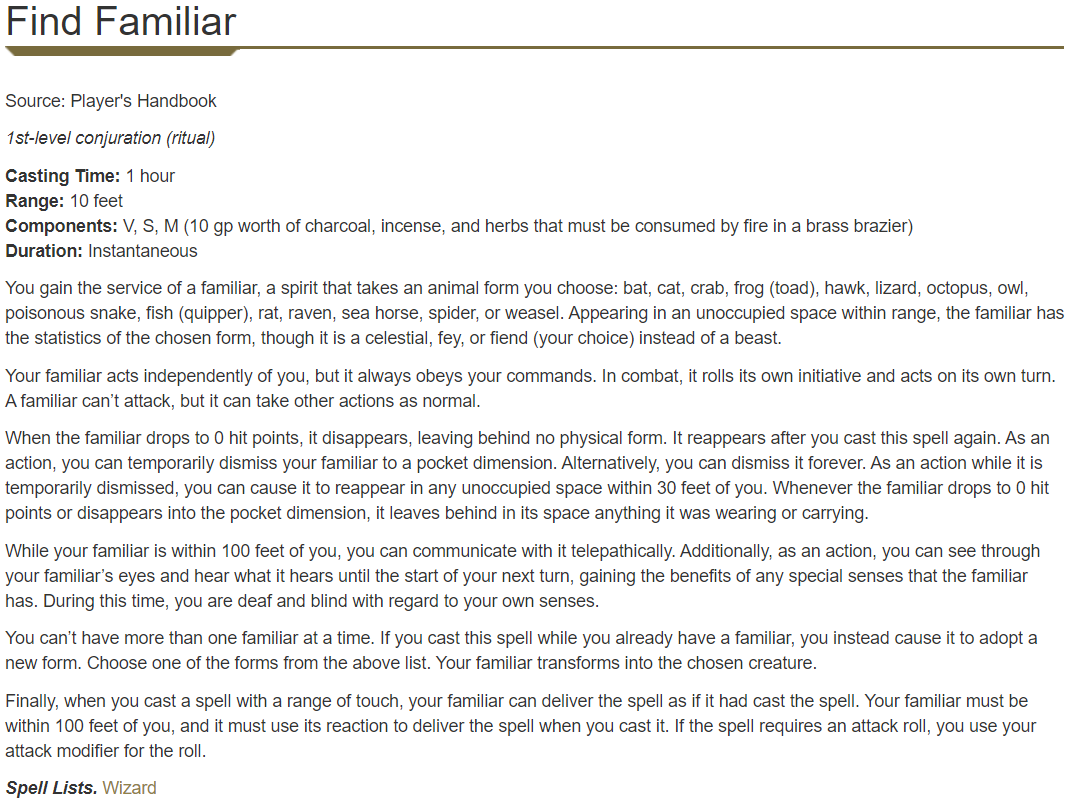 Find Familiar
Source: Player's Handbook
1st-level conjuration (ritual)
Casting Time: 1 hour
Range: 10 feet
Components: V, S, M (10 gp worth of charcoal, incense, and herbs that must be consumed by fire in a brass brazier)
Duration: Instantaneous
You gain the service of a familiar, a spirit that takes an animal form you choose: bat, cat, crab, frog (toad), hawk, lizard, octopus, owl,
poisonous snake, fish (quipper), rat, raven, sea horse, spider, or weasel. Appearing in an unoccupied space within range, the familiar has
the statistics of the chosen form, though it is a celestial, fey, or fiend (your choice) instead of a beast.
Your familiar acts independently of you, but it always obeys your commands. In combat, it rolls its own initiative and acts on its own turn.
A familiar can’t attack, but it can take other actions as normal.
When the familiar drops to 0 hit points, it disappears, leaving behind no physical form. It reappears after you cast this spell again. As an
action, you can temporarily dismiss your familiar to a pocket dimension. Alternatively, you can dismiss it forever. As an action while it is
temporarily dismissed, you can cause it to reappear in any unoccupied space within 30 feet of you. Whenever the familiar drops to 0 hit
points or disappears into the pocket dimension, it leaves behind in its space anything it was wearing or carrying.
While your familiar is within 100 feet of you, you can communicate with it telepathically. Additionally, as an action, you can see through
your familiar’s eyes and hear what it hears until the start of your next turn, gaining the benefits of any special senses that the familiar
has. During this time, you are deaf and blind with regard to your own senses.
You can’t have more than one familiar at a time. If you cast this spell while you already have a familiar, you instead cause it to adopt a
new form. Choose one of the forms from the above list. Your familiar transforms into the chosen creature.
Finally, when you cast a spell with a range of touch, your familiar can deliver the spell as if it had cast the spell. Your familiar must be
within 100 feet of you, and it must use its reaction to deliver the spell when you cast it. If the spell requires an attack roll, you use your
attack modifier for the roll.
Spell Lists. Wizard